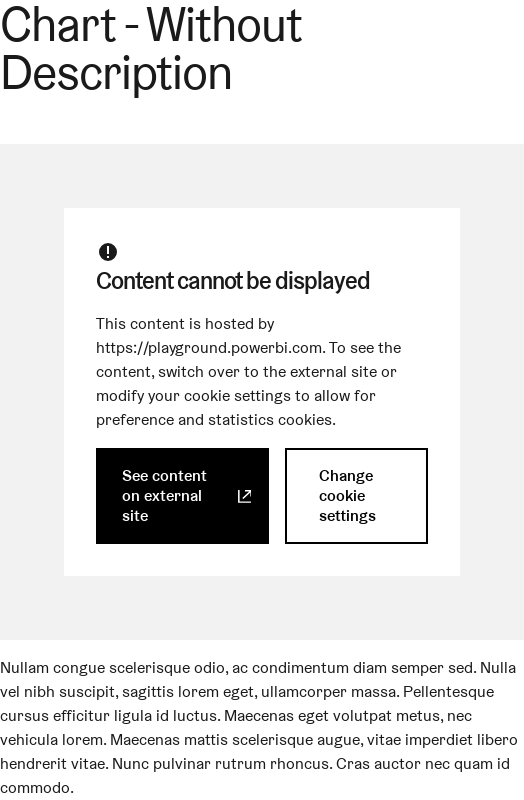 Chart - Without
Description
Content cannot be displayed
This content is hosted by
https://playground.powerbi.com. To see the
content, switch over to the external site or
modify your cookie settings to allow for
preference and statistics cookies.
See content
on external
site
Change
cookie
settings
Nullam congue scelerisque odio, ac condimentum diam semper sed. Nulla
vel nibh suscipit, sagittis lorem eget, ullamcorper massa. Pellentesque
cursus efficitur ligula id luctus. Maecenas eget volutpat metus, nec
vehicula lorem. Maecenas mattis scelerisque augue, vitae imperdiet libero
hendrerit vitae. Nunc pulvinar rutrum rhoncus. Cras auctor nec quam id
commodo.